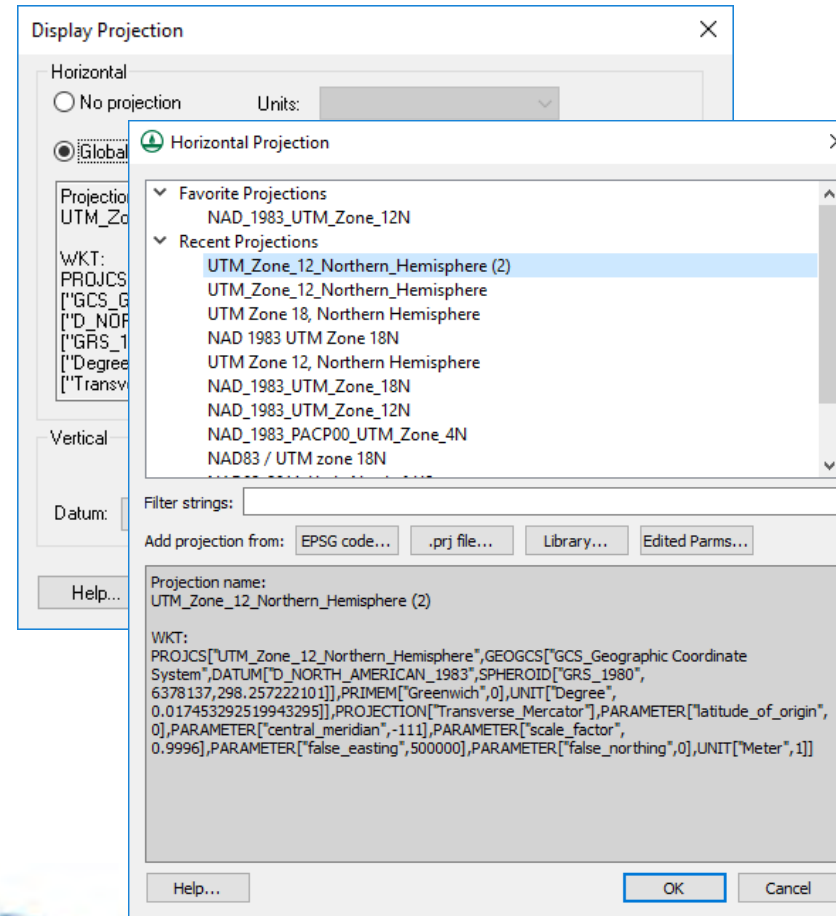 Display Projection
Horizontal
No projection
Units:
Global
Projectio
UTM_Zo
WKT:
PROJCS
["GCS_G
["D_NOR
["GRS_1
["Degree
["Transv
Vertical
Datum:
Help...
Horizontal Projection
Favorite Projections
NAD_1983_UTM_Zone_12N
Recent Projections
UTM_Zone_12_Northern_Hemisphere (2)
UTM_Zone_12_Northern_Hemisphere
UTM Zone 18, Northern Hemisphere
NAD 1983 UTM Zone 18N
UTM Zone 12, Northern Hemisphere
NAD_1983_UTM_Zone_18N
NAD_1983_UTM_Zone_12N
NAD_1983_PACP00_UTM_Zone_4N
NAD83 / UTM zone 18N
Filter strings:
Add projection from: EPSG code... .prj file... Library... Edited Parms...
Projection name:
UTM_Zone_12_Northern_Hemisphere (2)
WKT:
PROJCS["UTM_Zone_12_Northern_Hemisphere",GEOGCS["GCS_Geographic Coordinate
System",DATUM["D_NORTH_AMERICAN_1983",SPHEROID["GRS_1980",
6378137,298.257222101]],PRIMEM["Greenwich",0],UNIT["Degree",
0.017453292519943295]],PROJECTION["Transverse_Mercator"],PARAMETER["latitude_of_origin",
0],PARAMETER["central_meridian",-111],PARAMETER["scale_factor",
0.9996],PARAMETER["false_easting",500000],PARAMETER["false_northing",0],UNIT["Meter",1]]
Help...
OK
Cancel